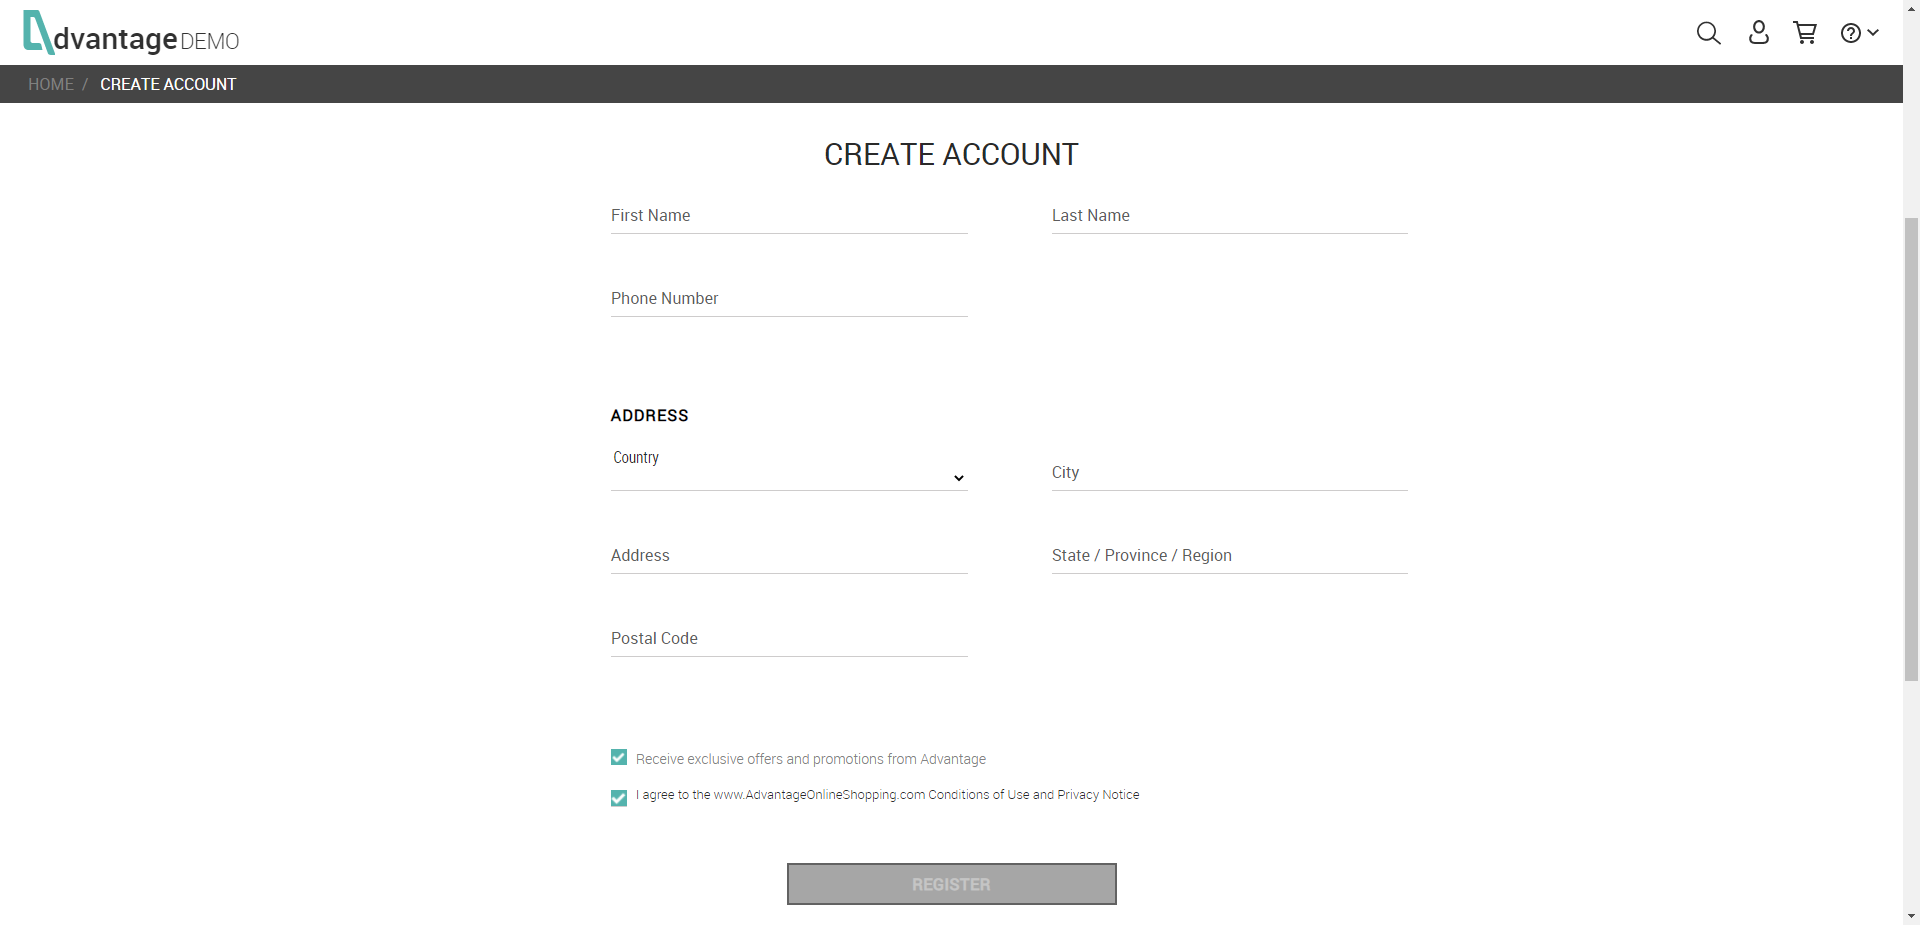 dvantage DEMO
HOME / CREATE ACCOUNT
CREATE ACCOUNT
First Name
Last Name
Phone Number
ADDRESS
Country
City
Address
State / Province / Region
Postal Code
Receive exclusive offers and promotions from Advantage
I agree to the www.AdvantageOnlineShopping.com Conditions of Use and Privacy Notice
REGISTER